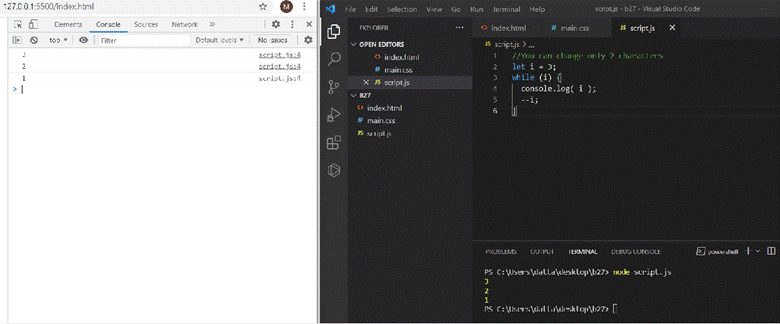 127.0.0.1:5500/index.html
M
Elements Console Sources Network »
top ▾ Filter Default levels ▾ No Issues
3 script.js:4
2 script.js:4
1 script.js:4
>
File Edit Selection View Go Run Terminal Help script.js - b27 - Visual Studio Code
EXPLORER ...
OPEN EDITORS
index.html
main.css
× JS script.js
B27
index.html
main.css
JS script.js
index.html # main.css JS script.js ×
JS script.js > ...
1 //You can change only 2 characters
2 let i = 3;
3 while (i) {
4 console.log( i );
5 --i;
6 }
PROBLEMS OUTPUT TERMINAL DEBUG CONSOLE powershell
PS C:\Users\dalla\desktop\b27> node script.js
3
2
1
PS C:\Users\dalla\desktop\b27>